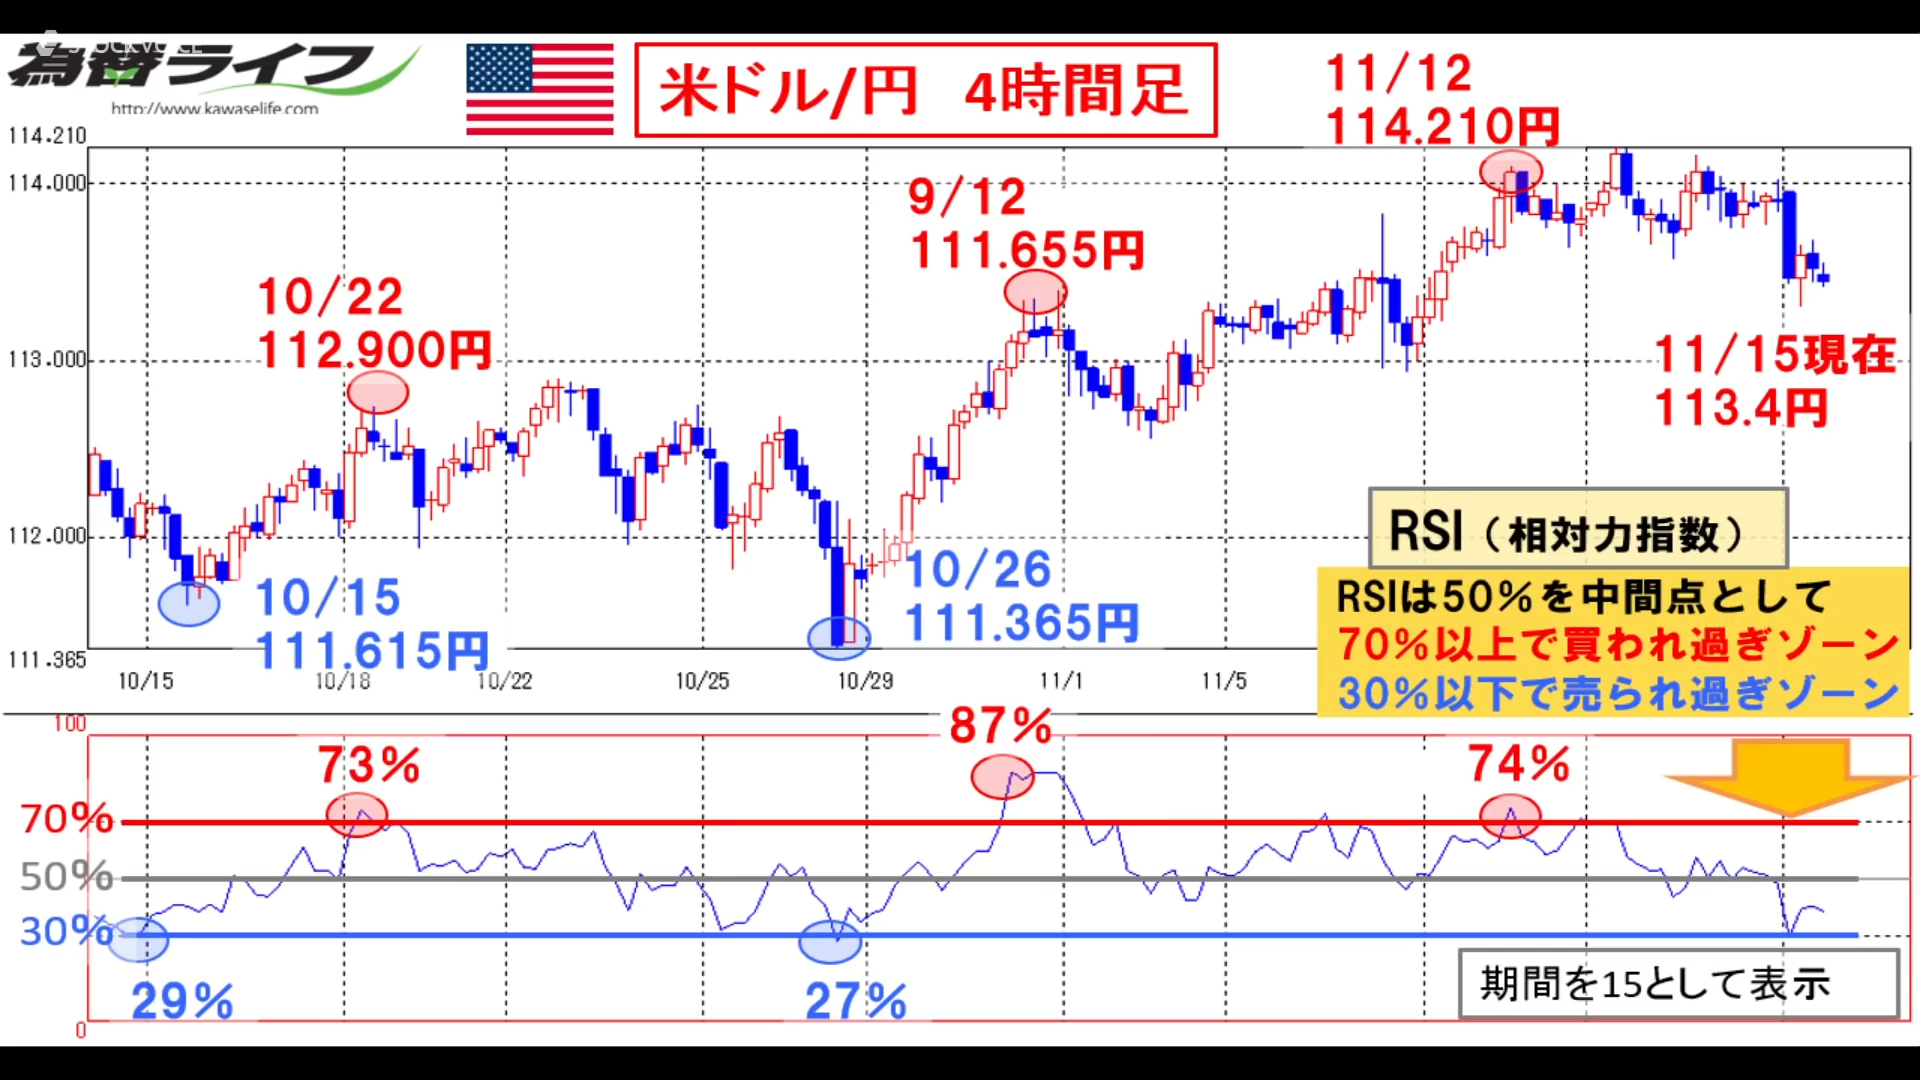 STOCKVOICE
為替ライフ
http://www.kawaselife.com
米ドル/円 4時間足
11/12
114.210円
114.210
114.000
9/12
111.655円
10/22
112.900円
113.000
11/15現在
113.4円
112.000
RSI（相対力指数）
10/15
111.615円
10/26
111.365円
RSIは50%を中間点として
70%以上で買われ過ぎゾーン
30%以下で売られ過ぎゾーン
111.365
10/15
10/18
10/22
10/25
10/29
11/1
11/5
100
73%
87%
74%
70%
50%
30%
29%
27%
期間を15として表示
0